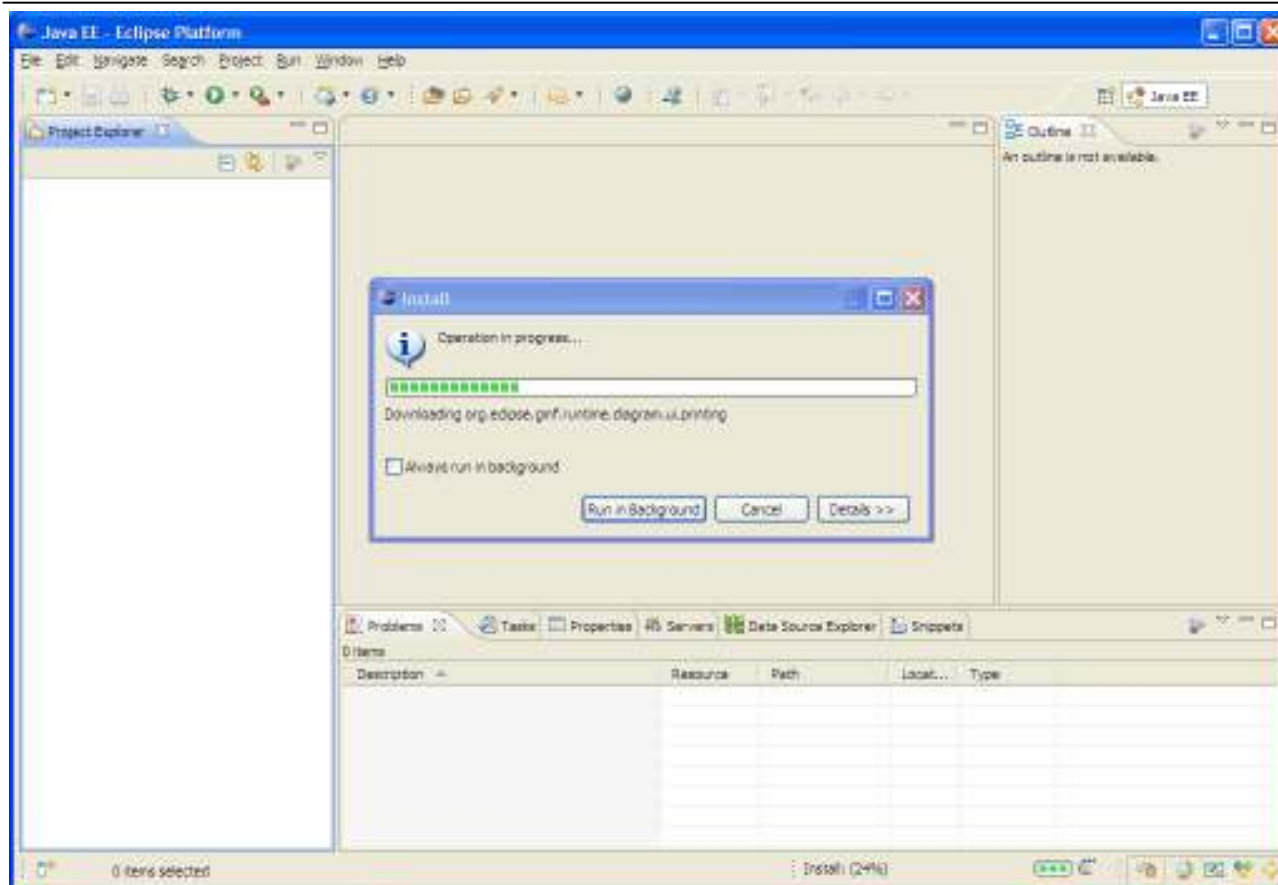 Java EE - Eclipse Platform
File Edit Navigate Search Project Run Window Help
Java EE
Project Explorer
Outline
An outline is not available.
Install
Operation in progress...
Downloading org.eclipse.gmf.runtime.diagram.ui.printing
Always run in background
Run in Background Cancel Details >>
Problems Tasks Properties Servers Data Source Explorer Snippets
0 items
Description Resource Path Locat... Type
0 items selected
Install: (24%)